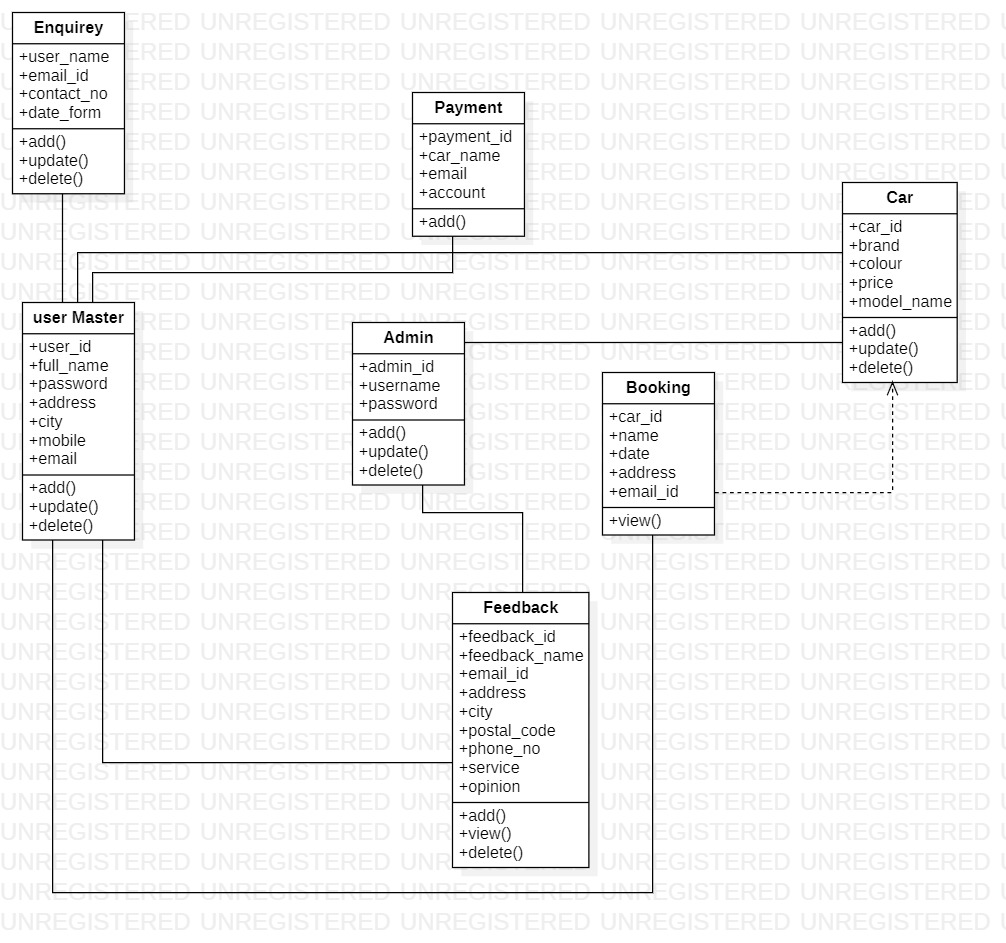 Enquirey
+user_name
+email_id
+contact_no
+date_form
+add()
+update()
+delete()
Payment
+payment_id
+car_name
+email
+account
+add()
Car
+car_id
+brand
+colour
+price
+model_name
+add()
+update()
+delete()
user Master
+user_id
+full_name
+password
+address
+city
+mobile
+email
+add()
+update()
+delete()
Admin
+admin_id
+username
+password
+add()
+update()
+delete()
Booking
+car_id
+name
+date
+address
+email_id
+view()
Feedback
+feedback_id
+feedback_name
+email_id
+address
+city
+postal_code
+phone_no
+service
+opinion
+add()
+view()
+delete()
UNREGISTERED